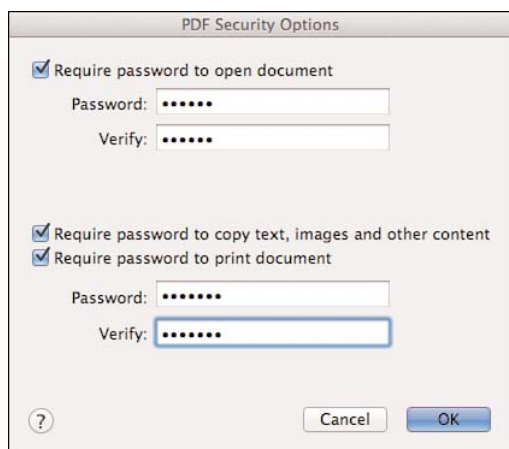 PDF Security Options
Require password to open document
Password: ••••••
Verify: ••••••
Require password to copy text, images and other content
Require password to print document
Password: •••••••
Verify: •••••••
? Cancel OK